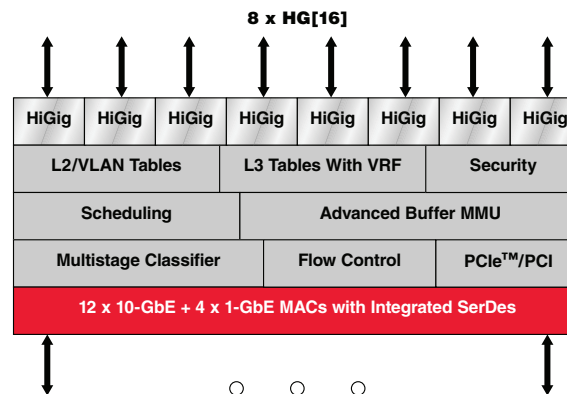 8 x HG[16]
HiGig HiGig HiGig HiGig HiGig HiGig HiGig HiGig
L2/VLAN Tables L3 Tables With VRF Security
Scheduling Advanced Buffer MMU
Multistage Classifier Flow Control PCIe™/PCI
12 x 10-GbE + 4 x 1-GbE MACs with Integrated SerDes